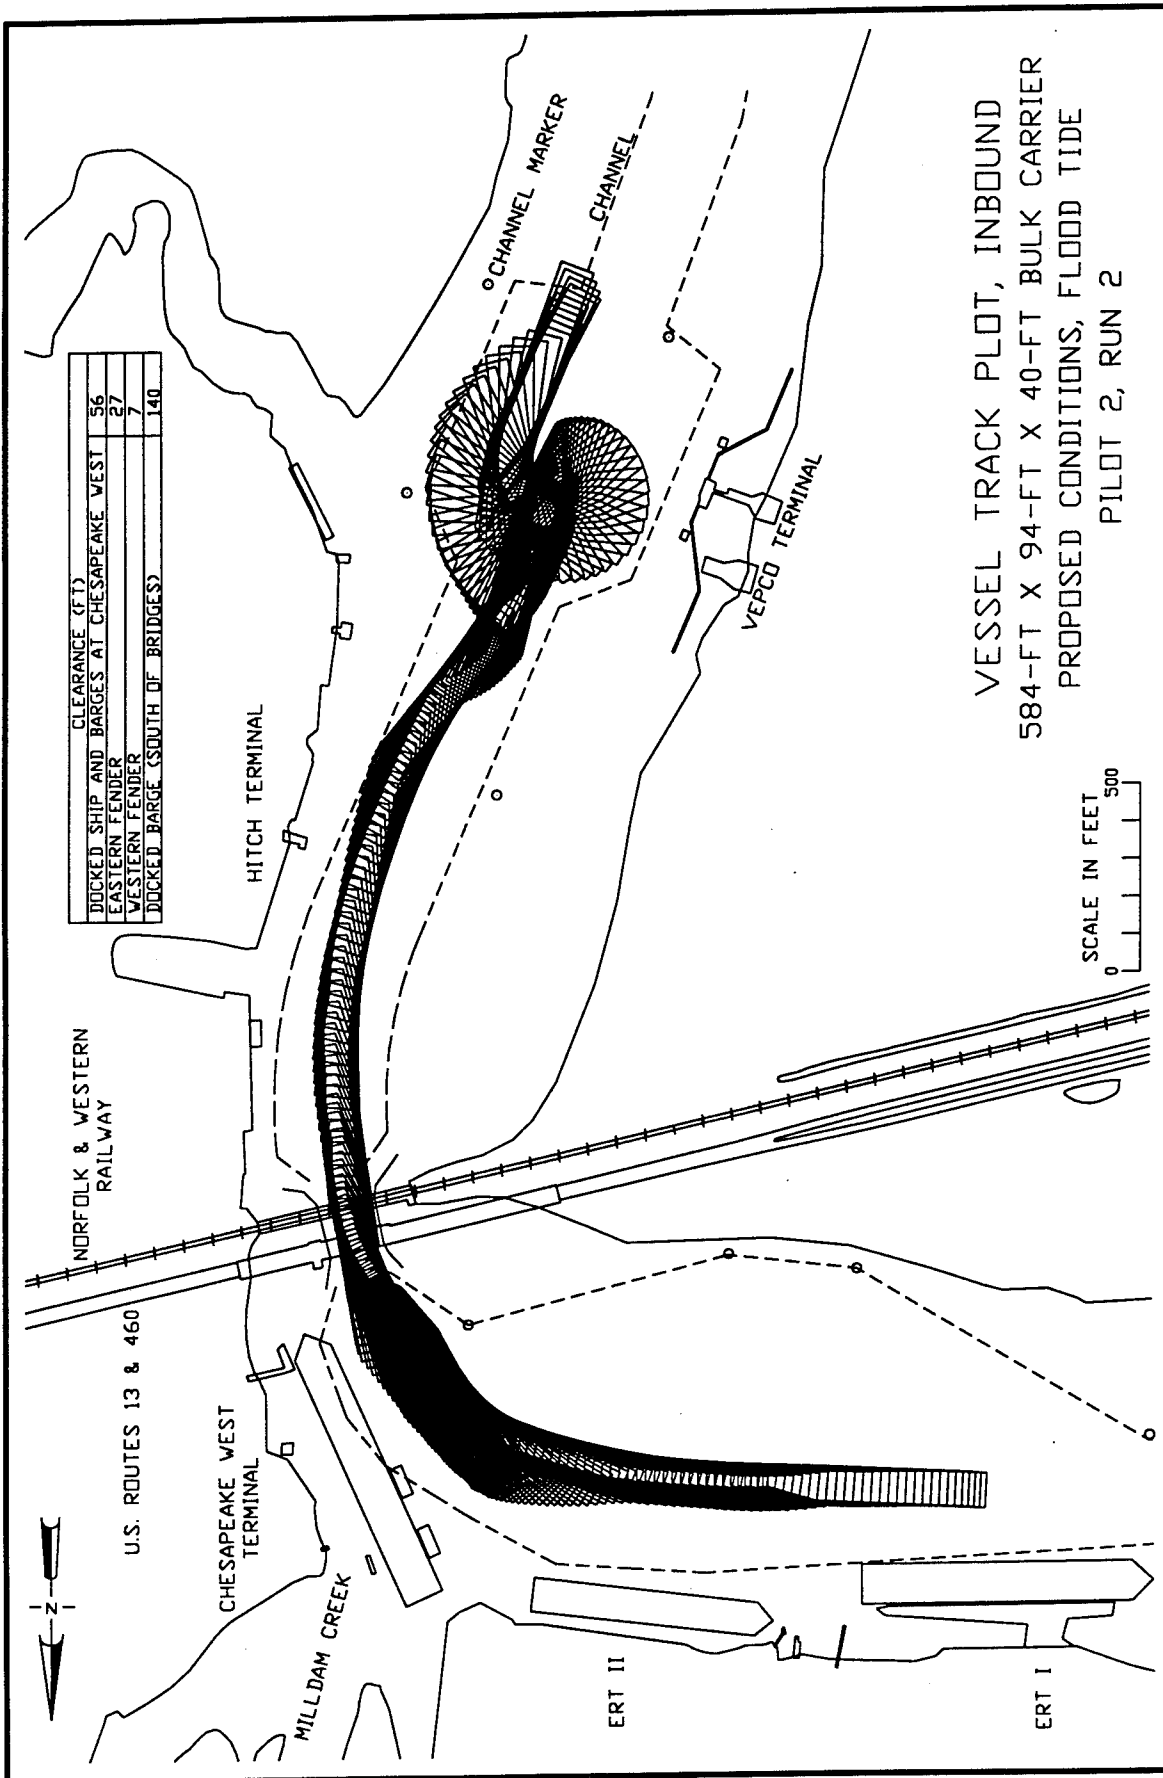 CLEARANCE (FT)
DOCKED SHIP AND BARGES AT CHESAPEAKE WEST 56
EASTERN FENDER 27
WESTERN FENDER 7
DOCKED BARGE (SOUTH OF BRIDGES) 140
N
U.S. ROUTES 13 & 460
NORFOLK & WESTERN
RAILWAY
HITCH TERMINAL
CHESAPEAKE WEST
TERMINAL
MILLDAM CREEK
CHANNEL MARKER
CHANNEL
VEPCO TERMINAL
ERT II
ERT I
SCALE IN FEET
0 500
VESSEL TRACK PLOT, INBOUND
584-FT X 94-FT X 40-FT BULK CARRIER
PROPOSED CONDITIONS, FLOOD TIDE
PILOT 2, RUN 2